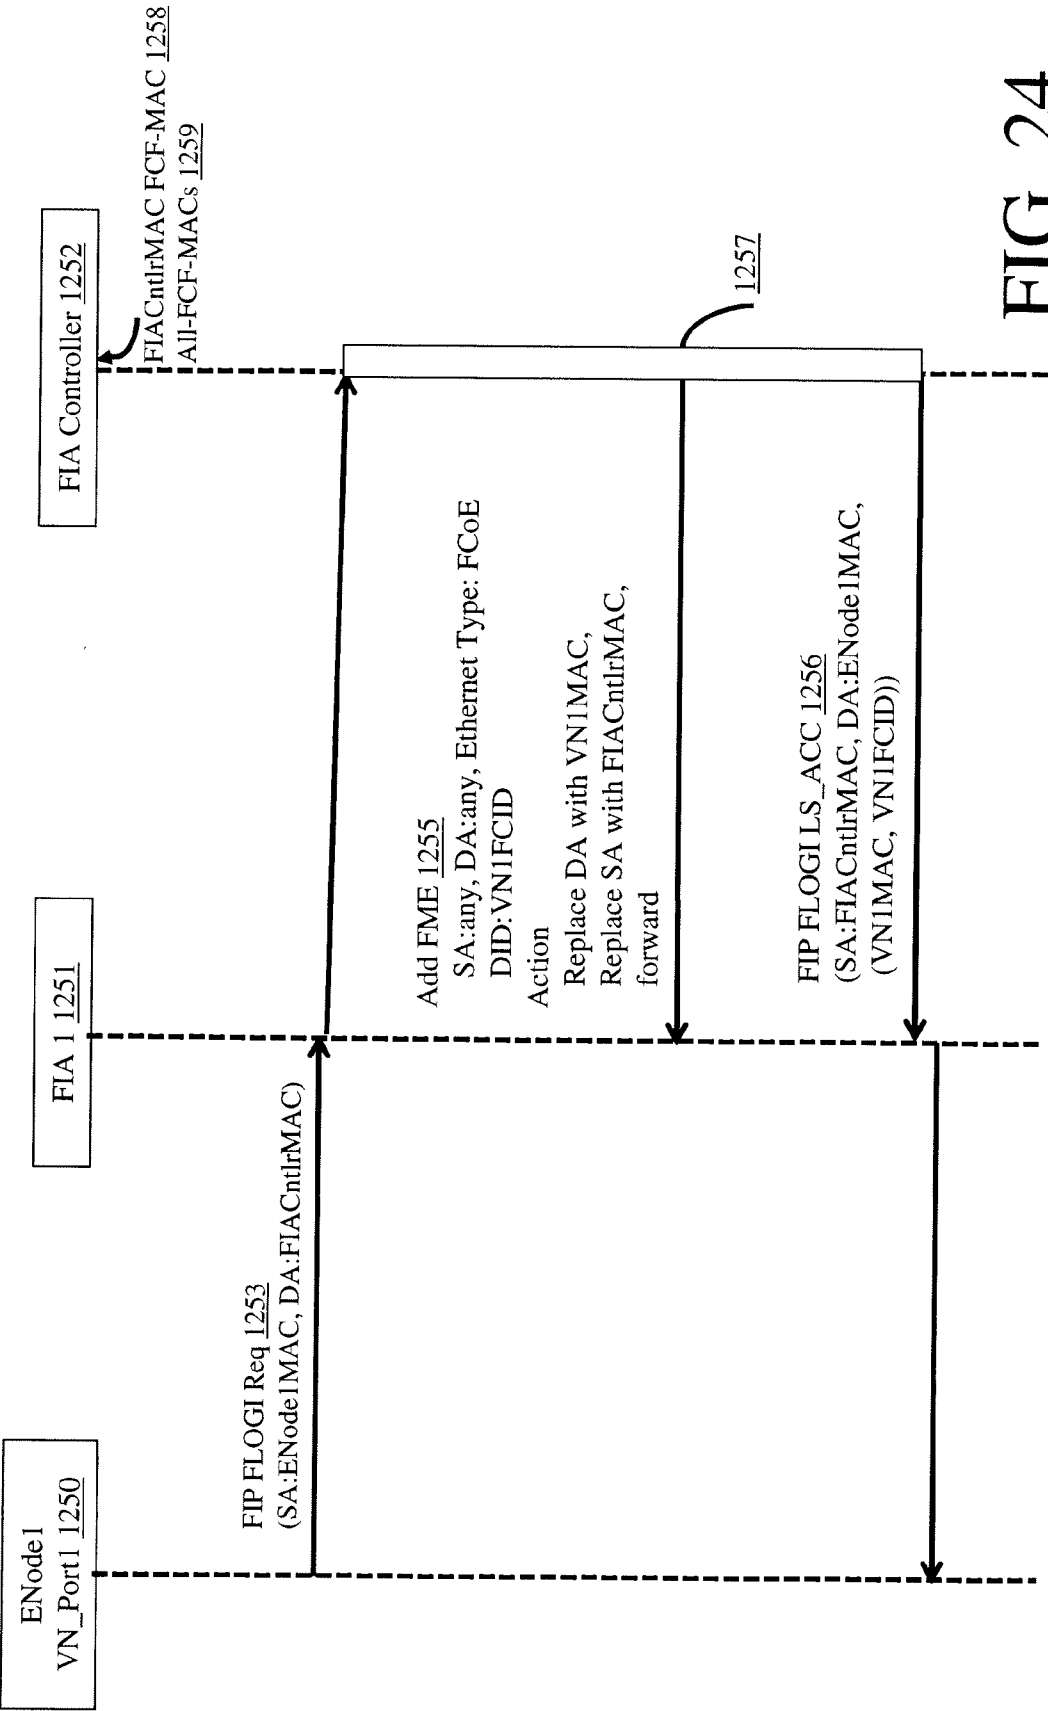 ENode1
VN_Port1 1250
FIA 1 1251
FIA Controller 1252
FIACntlrMAC FCF-MAC 1258
All-FCF-MACs 1259
FIP FLOGI Req 1253
(SA:ENode1MAC, DA:FIACntlrMAC)
Add FME 1255
SA:any, DA:any, Ethernet Type: FCoE
DID:VN1FCID
Action
Replace DA with VN1MAC,
Replace SA with FIACntlrMAC,
forward
1257
FIP FLOGI LS_ACC 1256
(SA:FIACntlrMAC, DA:ENode1MAC,
(VN1MAC, VN1FCID))
FIG. 24